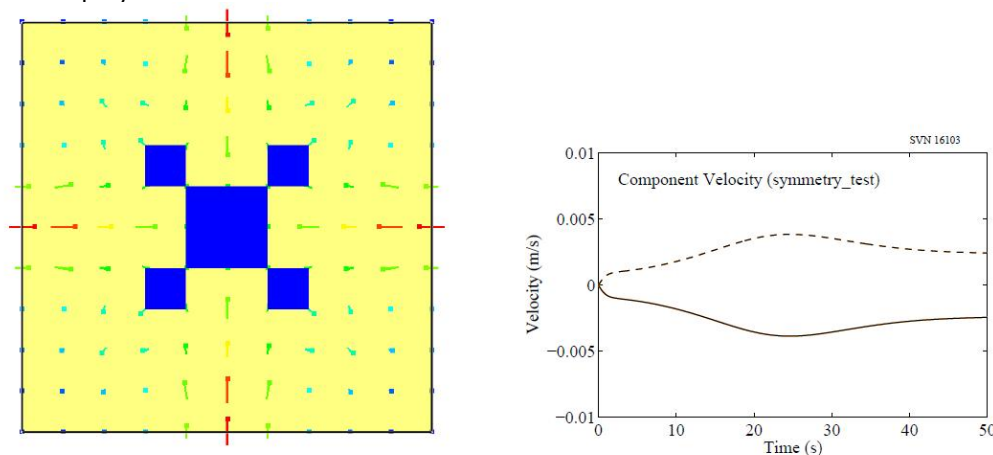 SVN 16103
Component Velocity (symmetry_test)
Velocity (m/s)
0.01
0.005
0
−0.005
−0.01
0 10 20 30 40 50
Time (s)